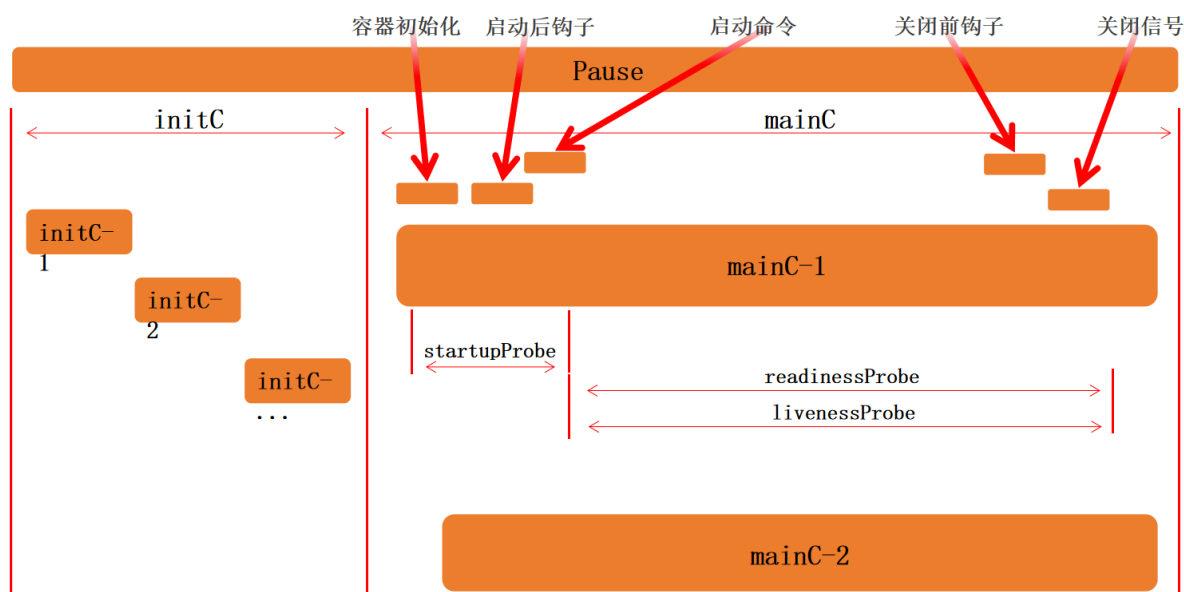 容器初始化 启动后钩子 启动命令 关闭前钩子 关闭信号
Pause
initC
mainC
initC-
1
initC-
2
initC-
...
mainC-1
startupProbe
readinessProbe
livenessProbe
mainC-2